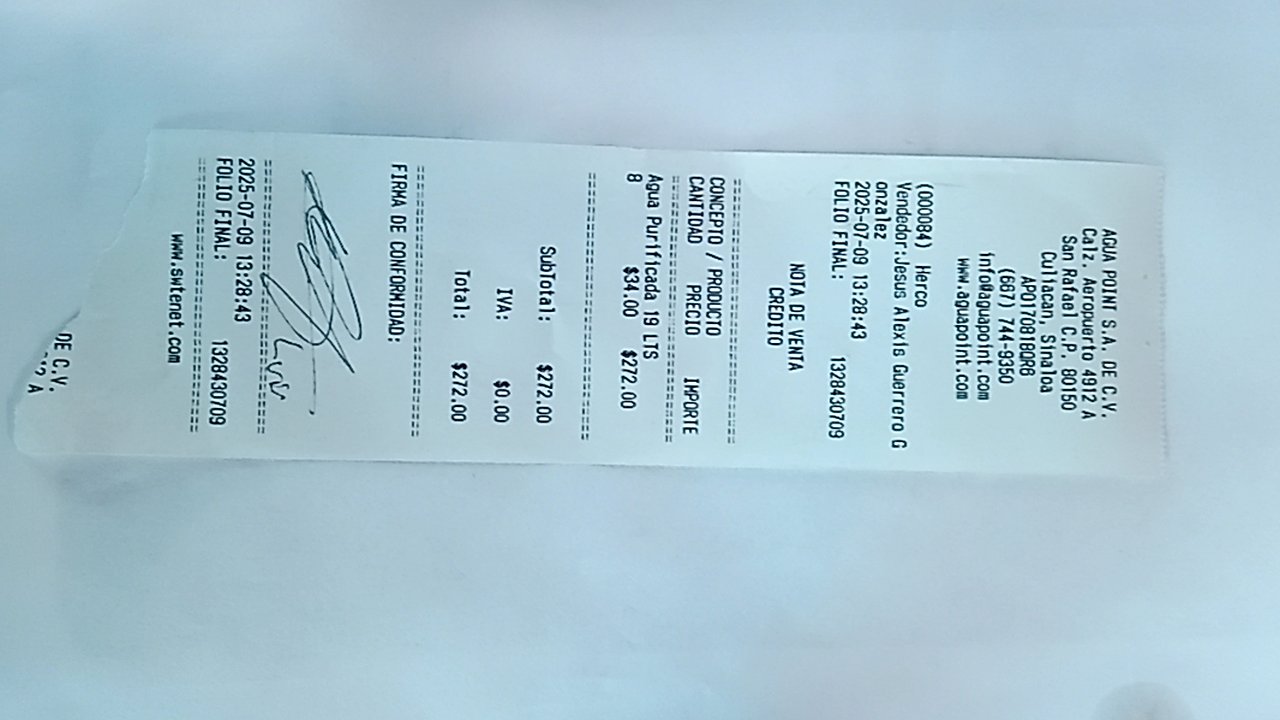 AGUA POINT S.A. DE C.V.
Calz. Aeropuerto 4912 A
San Rafael C.P. 80150
Culiacan, Sinaloa
APO170818QR8
(667) 744-9350
info@aguapoint.com
www.aguapoint.com
(000084) Herco
Vendedor:Jesus Alexis Guerrero G
onzalez
2025-07-09 13:28:43
FOLIO FINAL: 1328430709
NOTA DE VENTA
CREDITO
================================
CONCEPTO / PRODUCTO
CANTIDAD PRECIO IMPORTE
================================
Agua Purificada 19 LTS
8 $34.00 $272.00
================================
SubTotal: $272.00
IVA: $0.00
Total: $272.00
================================
FIRMA DE CONFORMIDAD:
================================
2025-07-09 13:28:43
FOLIO FINAL: 1328430709
================================
www.swtenet.com
DE C.V.